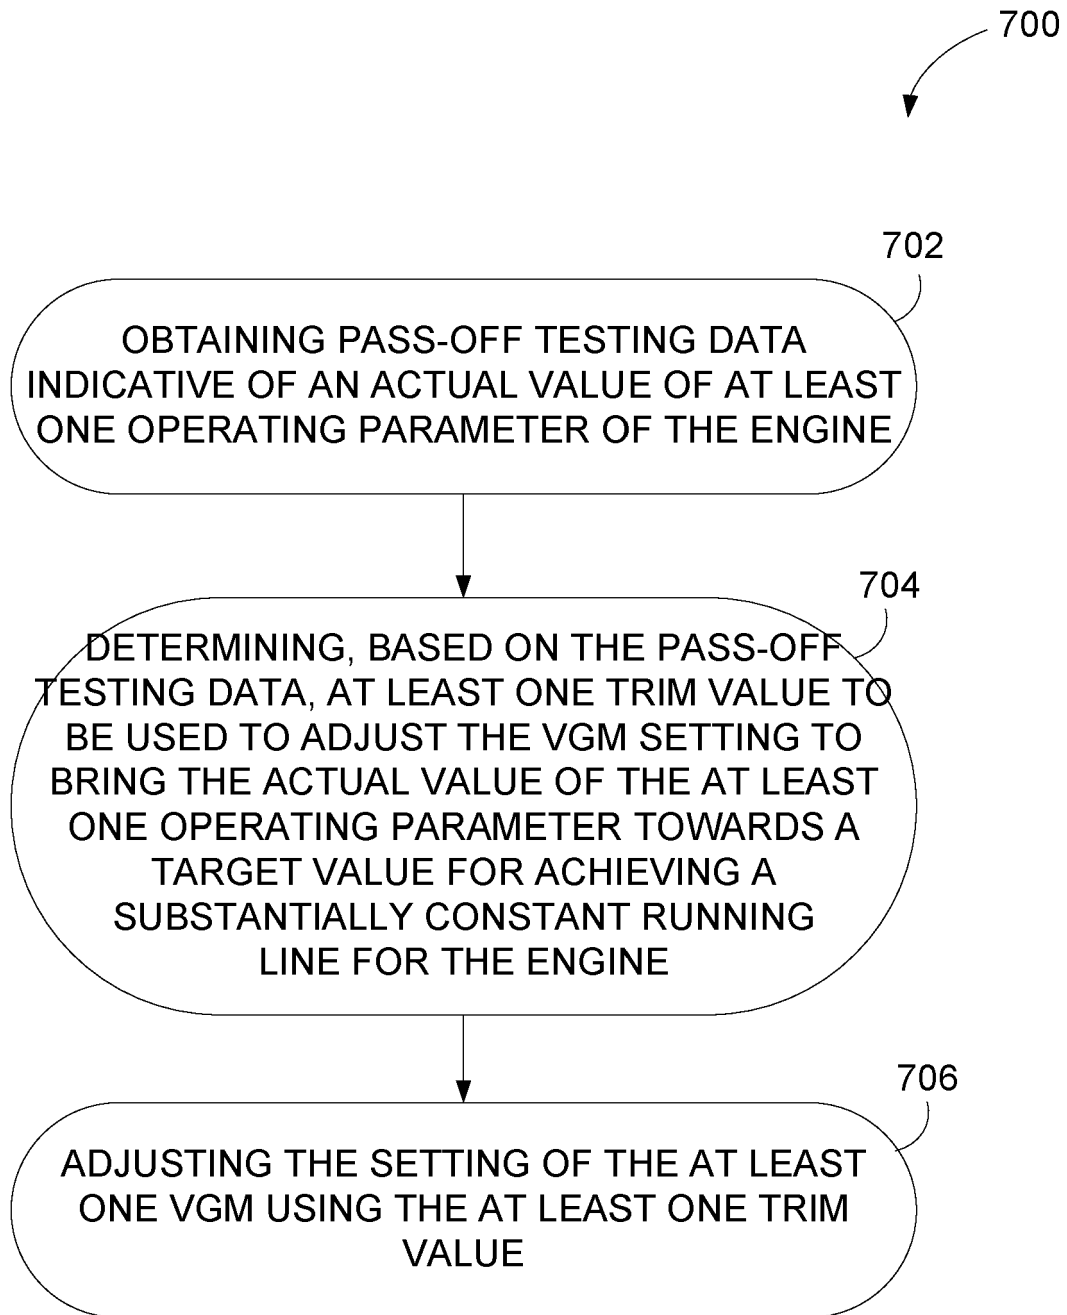 700
702
OBTAINING PASS-OFF TESTING DATA
INDICATIVE OF AN ACTUAL VALUE OF AT LEAST
ONE OPERATING PARAMETER OF THE ENGINE
704
DETERMINING, BASED ON THE PASS-OFF
TESTING DATA, AT LEAST ONE TRIM VALUE TO
BE USED TO ADJUST THE VGM SETTING TO
BRING THE ACTUAL VALUE OF THE AT LEAST
ONE OPERATING PARAMETER TOWARDS A
TARGET VALUE FOR ACHIEVING A
SUBSTANTIALLY CONSTANT RUNNING
LINE FOR THE ENGINE
706
ADJUSTING THE SETTING OF THE AT LEAST
ONE VGM USING THE AT LEAST ONE TRIM
VALUE